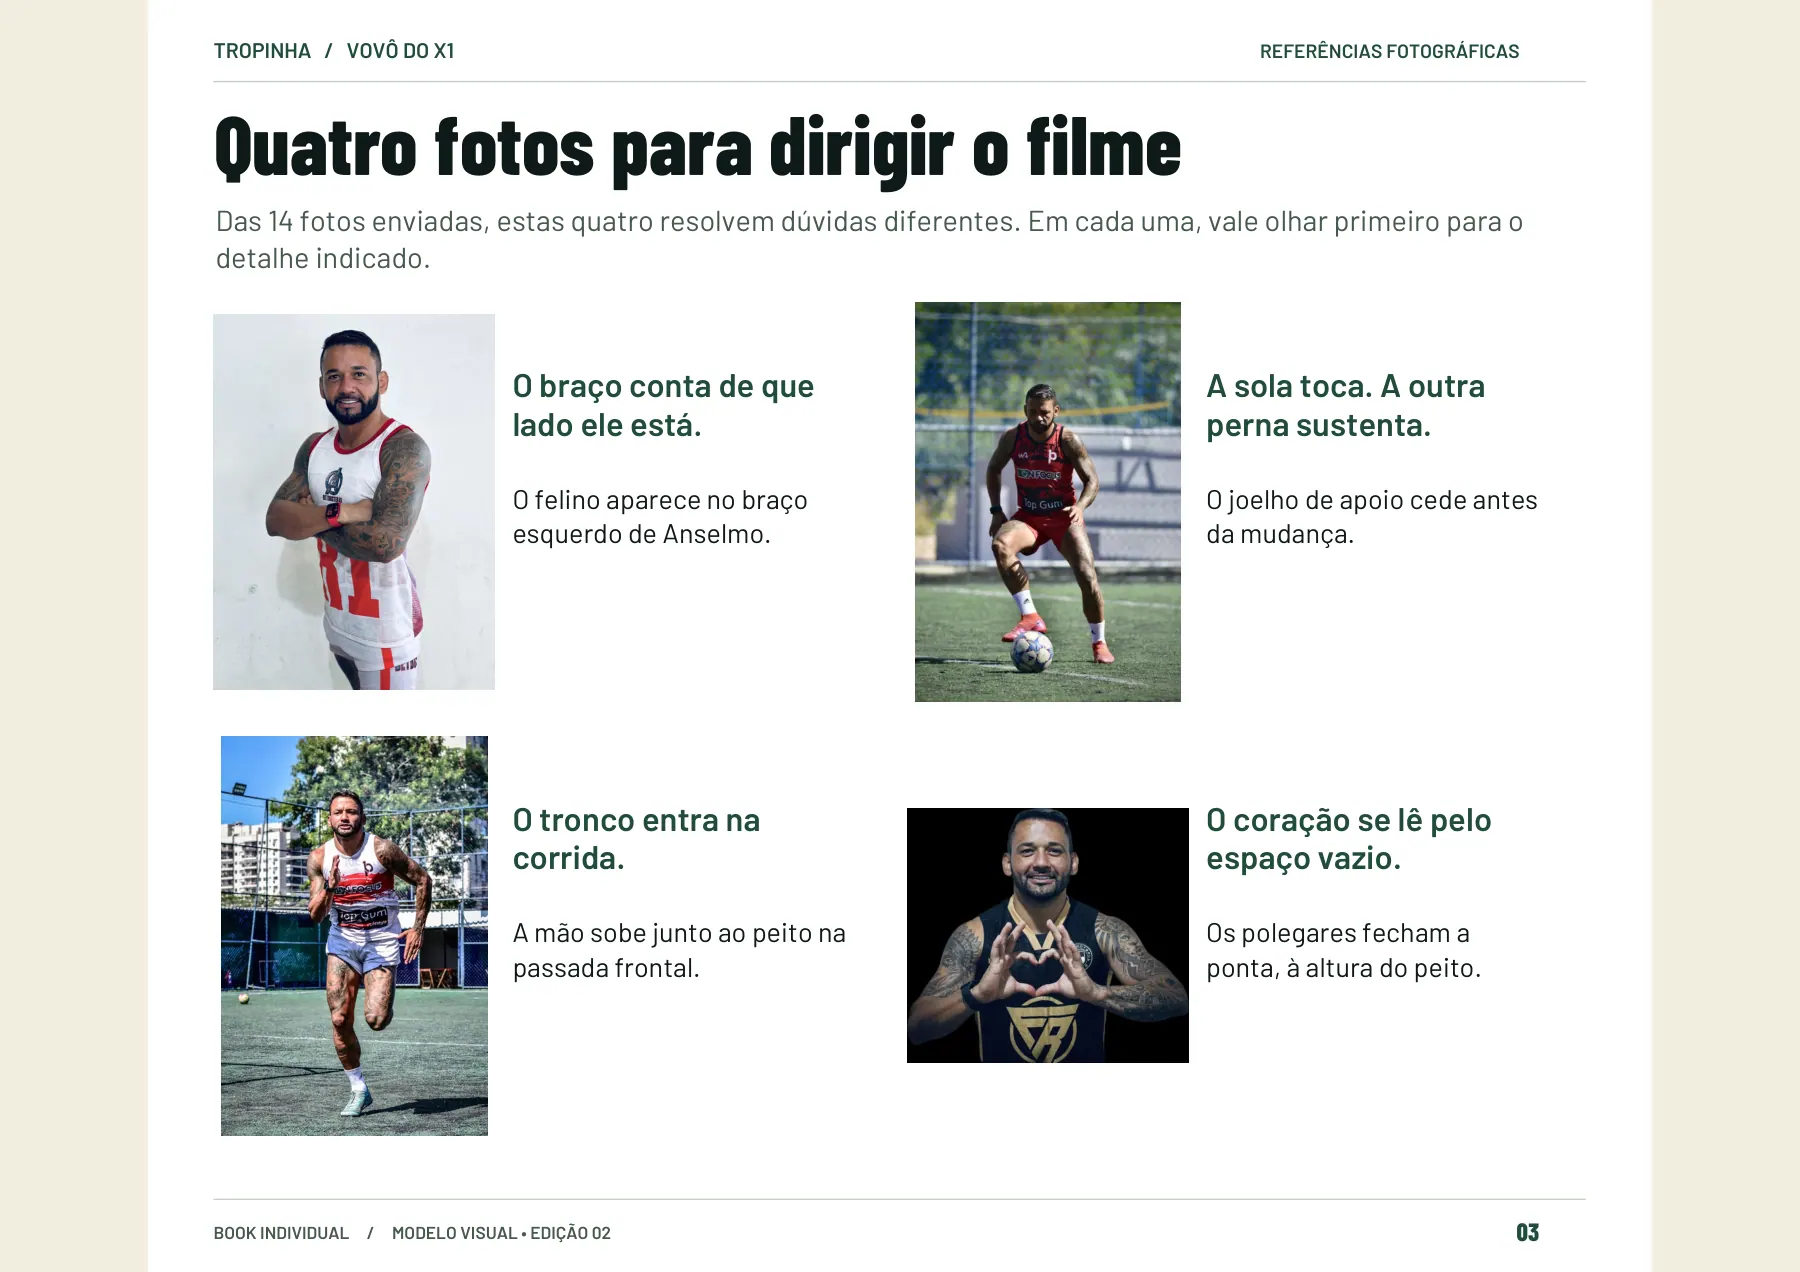 TROPINHA / VOVÔ DO X1
REFERÊNCIAS FOTOGRÁFICAS
Quatro fotos para dirigir o filme
Das 14 fotos enviadas, estas quatro resolvem dúvidas diferentes. Em cada uma, vale olhar primeiro para o
detalhe indicado.
O braço conta de que
lado ele está.
O felino aparece no braço
esquerdo de Anselmo.
A sola toca. A outra
perna sustenta.
O joelho de apoio cede antes
da mudança.
Top Gum
O tronco entra na
corrida.
A mão sobe junto ao peito na
passada frontal.
Top Gum
O coração se lê pelo
espaço vazio.
Os polegares fecham a
ponta, à altura do peito.
BOOK INDIVIDUAL / MODELO VISUAL • EDIÇÃO 02
03